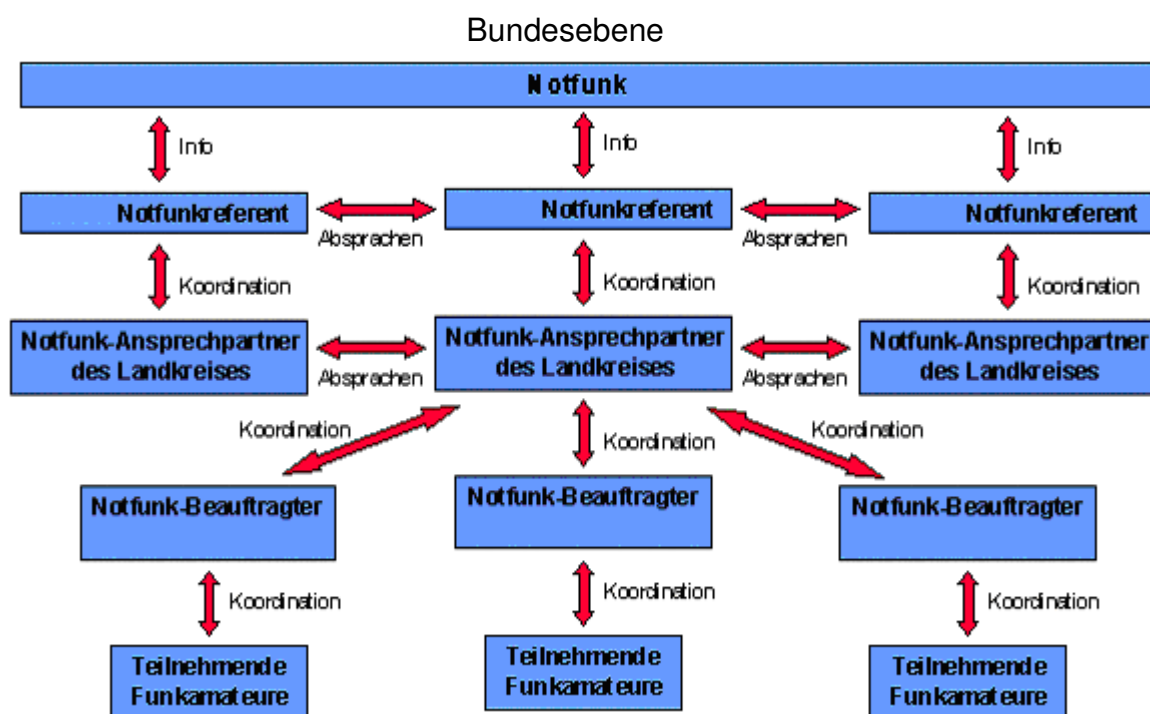 Bundesebene
Notfunk
Info
Info
Info
Notfunkreferent
Notfunkreferent
Notfunkreferent
Absprachen
Absprachen
Koordination
Koordination
Koordination
Notfunk-Ansprechpartner
des Landkreises
Notfunk-Ansprechpartner
des Landkreises
Notfunk-Ansprechpartner
des Landkreises
Absprachen
Absprachen
Koordination
Koordination
Koordination
Notfunk-Beauftragter
Notfunk-Beauftragter
Notfunk-Beauftragter
Koordination
Koordination
Koordination
Teilnehmende
Funkamateure
Teilnehmende
Funkamateure
Teilnehmende
Funkamateure